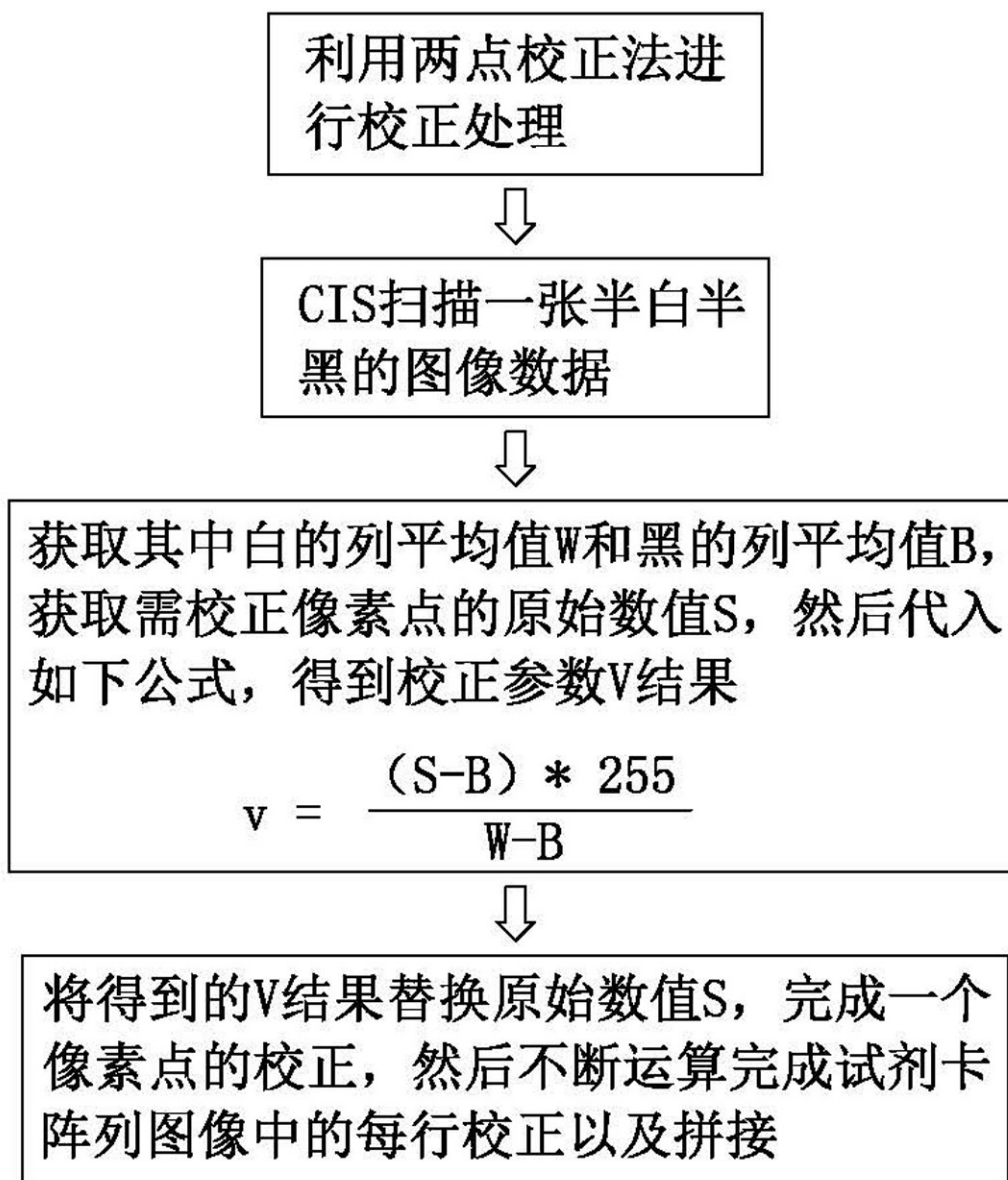 利用两点校正法进
行校正处理
CIS扫描一张半白半
黑的图像数据
获取其中白的列平均值W和黑的列平均值B,
获取需校正像素点的原始数值S, 然后代入
如下公式, 得到校正参数V结果
v = (S-B) * 255
W-B
将得到的V结果替换原始数值S, 完成一个
像素点的校正, 然后不断运算完成试剂卡
阵列图像中的每行校正以及拼接